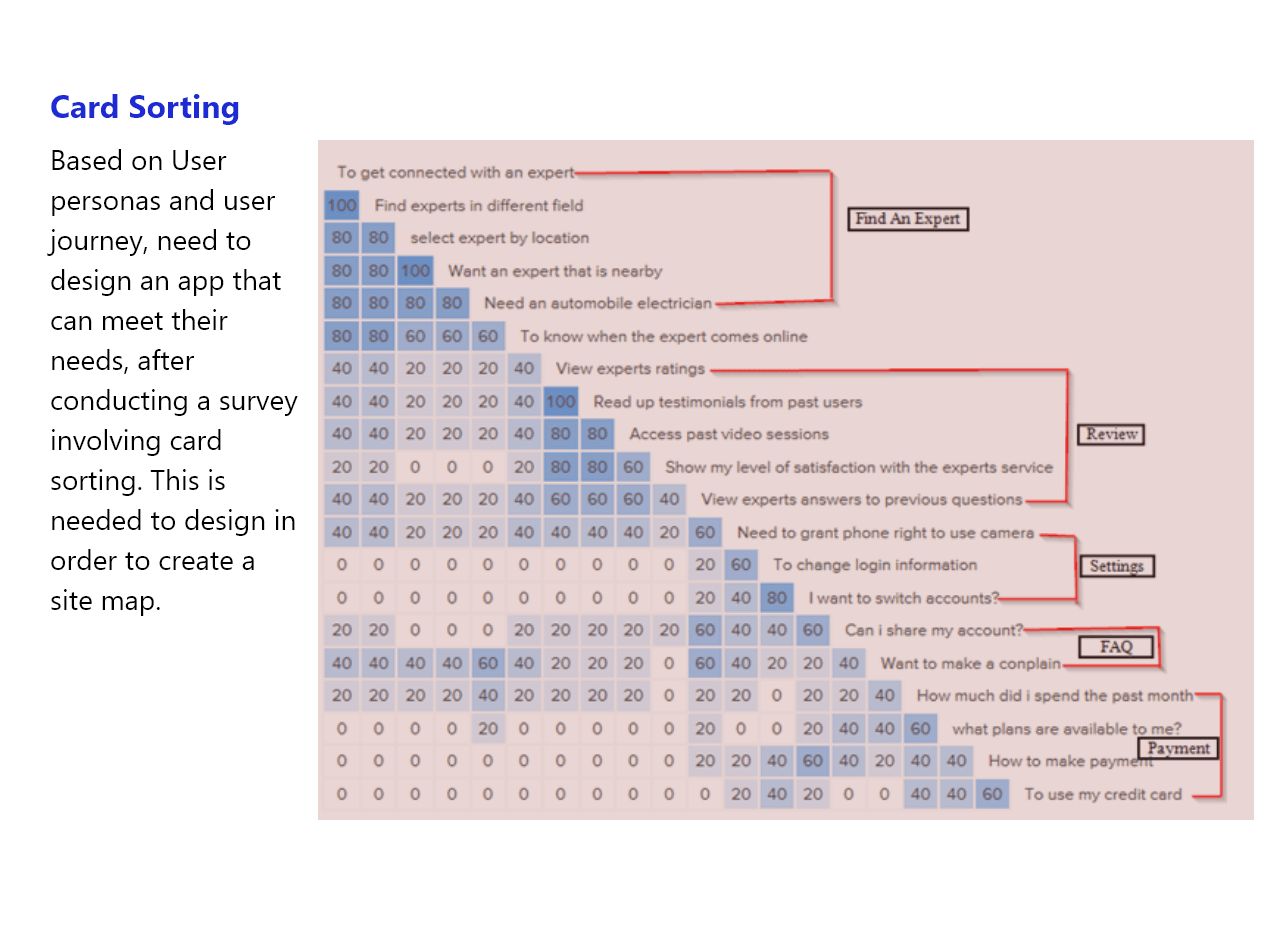 Card Sorting
Based on User
personas and user
journey, need to
design an app that
can meet their
needs, after
conducting a survey
involving card
sorting. This is
needed to design in
order to create a
site map.
To get connected with an expert
100 Find experts in different field
Find An Expert
80 80 select expert by location
80 80 100 Want an expert that is nearby
80 80 80 80 Need an automobile electrician
80 80 60 60 60 To know when the expert comes online
40 40 20 20 20 40 View experts ratings
40 40 20 20 20 40 100 Read up testimonials from past users
40 40 20 20 20 40 80 80 Access past video sessions
Review
20 20 0 0 0 20 80 80 60 Show my level of satisfaction with the experts service
40 40 20 20 20 40 60 60 60 40 View experts answers to previous questions
40 40 20 20 20 40 40 40 40 20 60 Need to grant phone right to use camera
0 0 0 0 0 0 0 0 0 0 20 60 To change login information
Settings
0 0 0 0 0 0 0 0 0 0 20 40 80 I want to switch accounts?
20 20 0 0 0 20 20 20 20 20 60 40 40 60 Can i share my account?
FAQ
40 40 40 40 60 40 20 20 20 0 60 40 20 20 40 Want to make a conplain
20 20 20 20 40 20 20 20 20 0 20 20 0 20 20 40 How much did i spend the past month
0 0 0 0 20 0 0 0 0 0 20 0 0 20 40 40 60 what plans are available to me?
Payment
0 0 0 0 0 0 0 0 0 0 20 20 40 60 40 20 40 40 How to make payment
0 0 0 0 0 0 0 0 0 0 0 20 40 20 0 0 40 40 60 To use my credit card